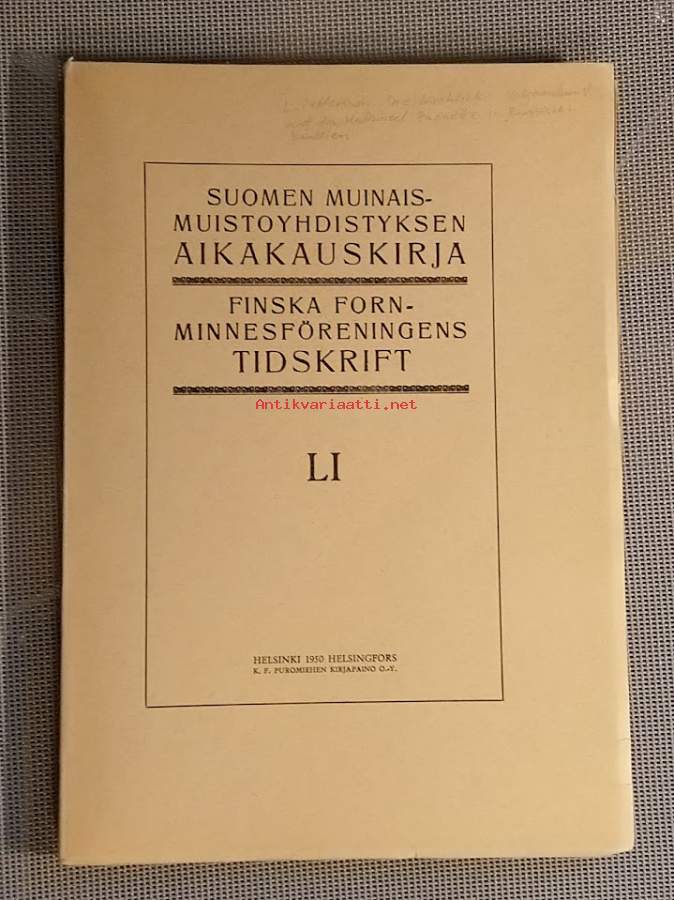 SUOMEN MUINAIS-
MUISTOYHDISTYKSEN
AIKAKAUSKIRJA
FINSKA FORN-
MINNESFÖRENINGENS
TIDSKRIFT
Antikvariaatti.net
LI
HELSINKI 1950 HELSINGFORS
K. F. PUROMIEHEN KIRJAPAINO O.-Y.